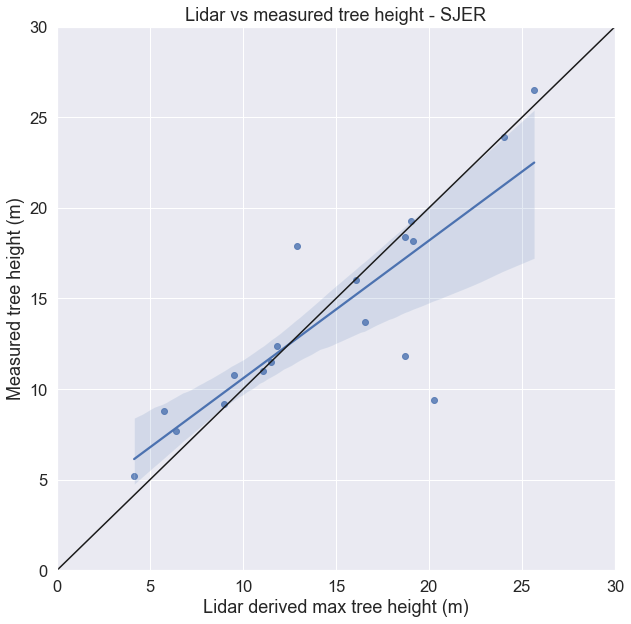 Lidar vs measured tree height - SJER
Measured tree height (m)
30
25
20
15
10
5
0
0 5 10 15 20 25 30
Lidar derived max tree height (m)